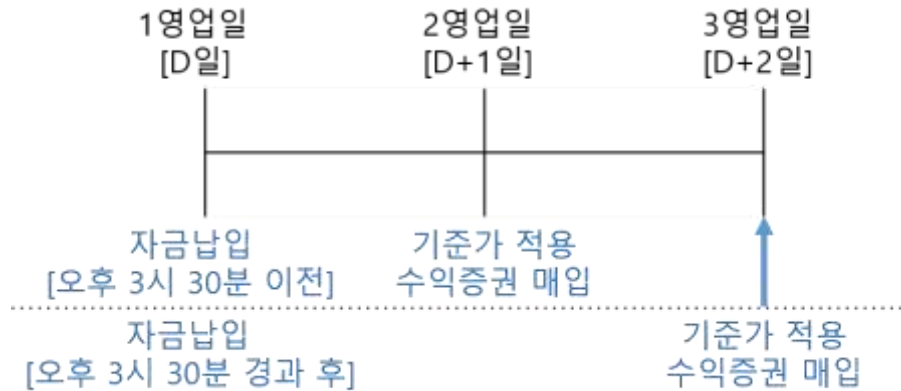 1영업일 2영업일 3영업일
[D일] [D+1일] [D+2일]
자금납입 기준가 적용
[오후 3시 30분 이전] 수익증권 매입
자금납입 기준가 적용
[오후 3시 30분 경과 후] 수익증권 매입